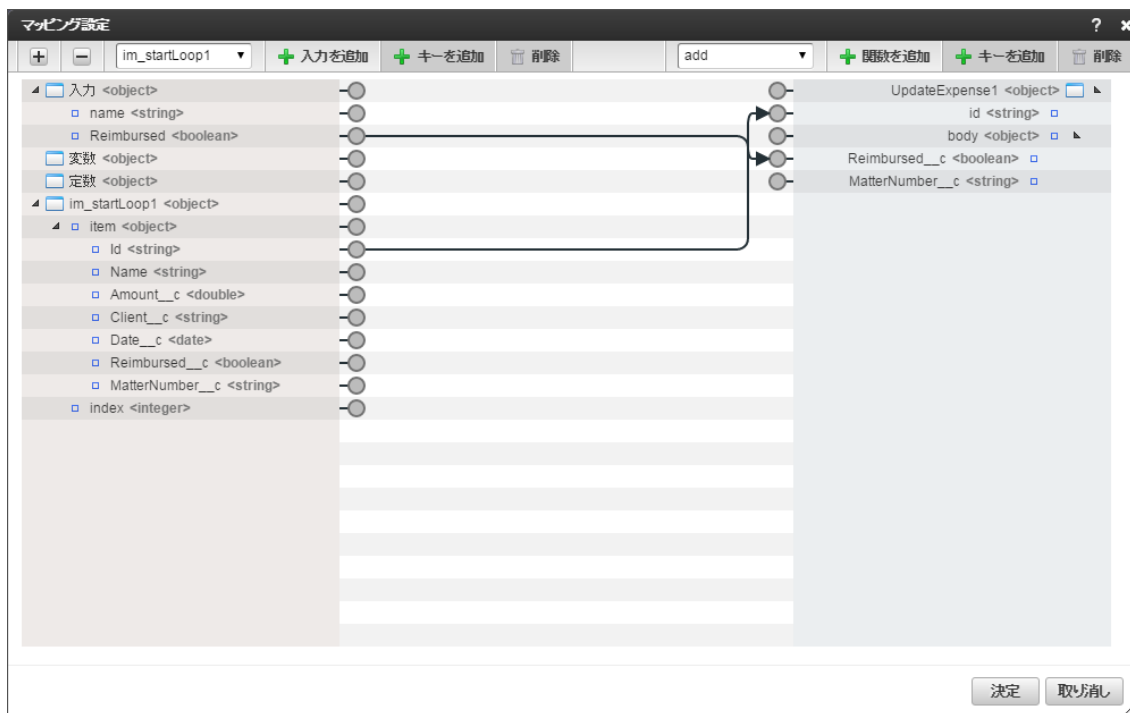 マッピング設定 ? ×
im_startLoop1 入力を追加 キーを追加 削除 add 関数を追加 キーを追加 削除
入力 <object> UpdateExpense1 <object>
name <string> id <string>
Reimbursed <boolean> body <object>
変数 <object> Reimbursed__c <boolean>
定数 <object> MatterNumber__c <string>
im_startLoop1 <object>
item <object>
Id <string>
Name <string>
Amount__c <double>
Client__c <string>
Date__c <date>
Reimbursed__c <boolean>
MatterNumber__c <string>
index <integer>
決定 取り消し